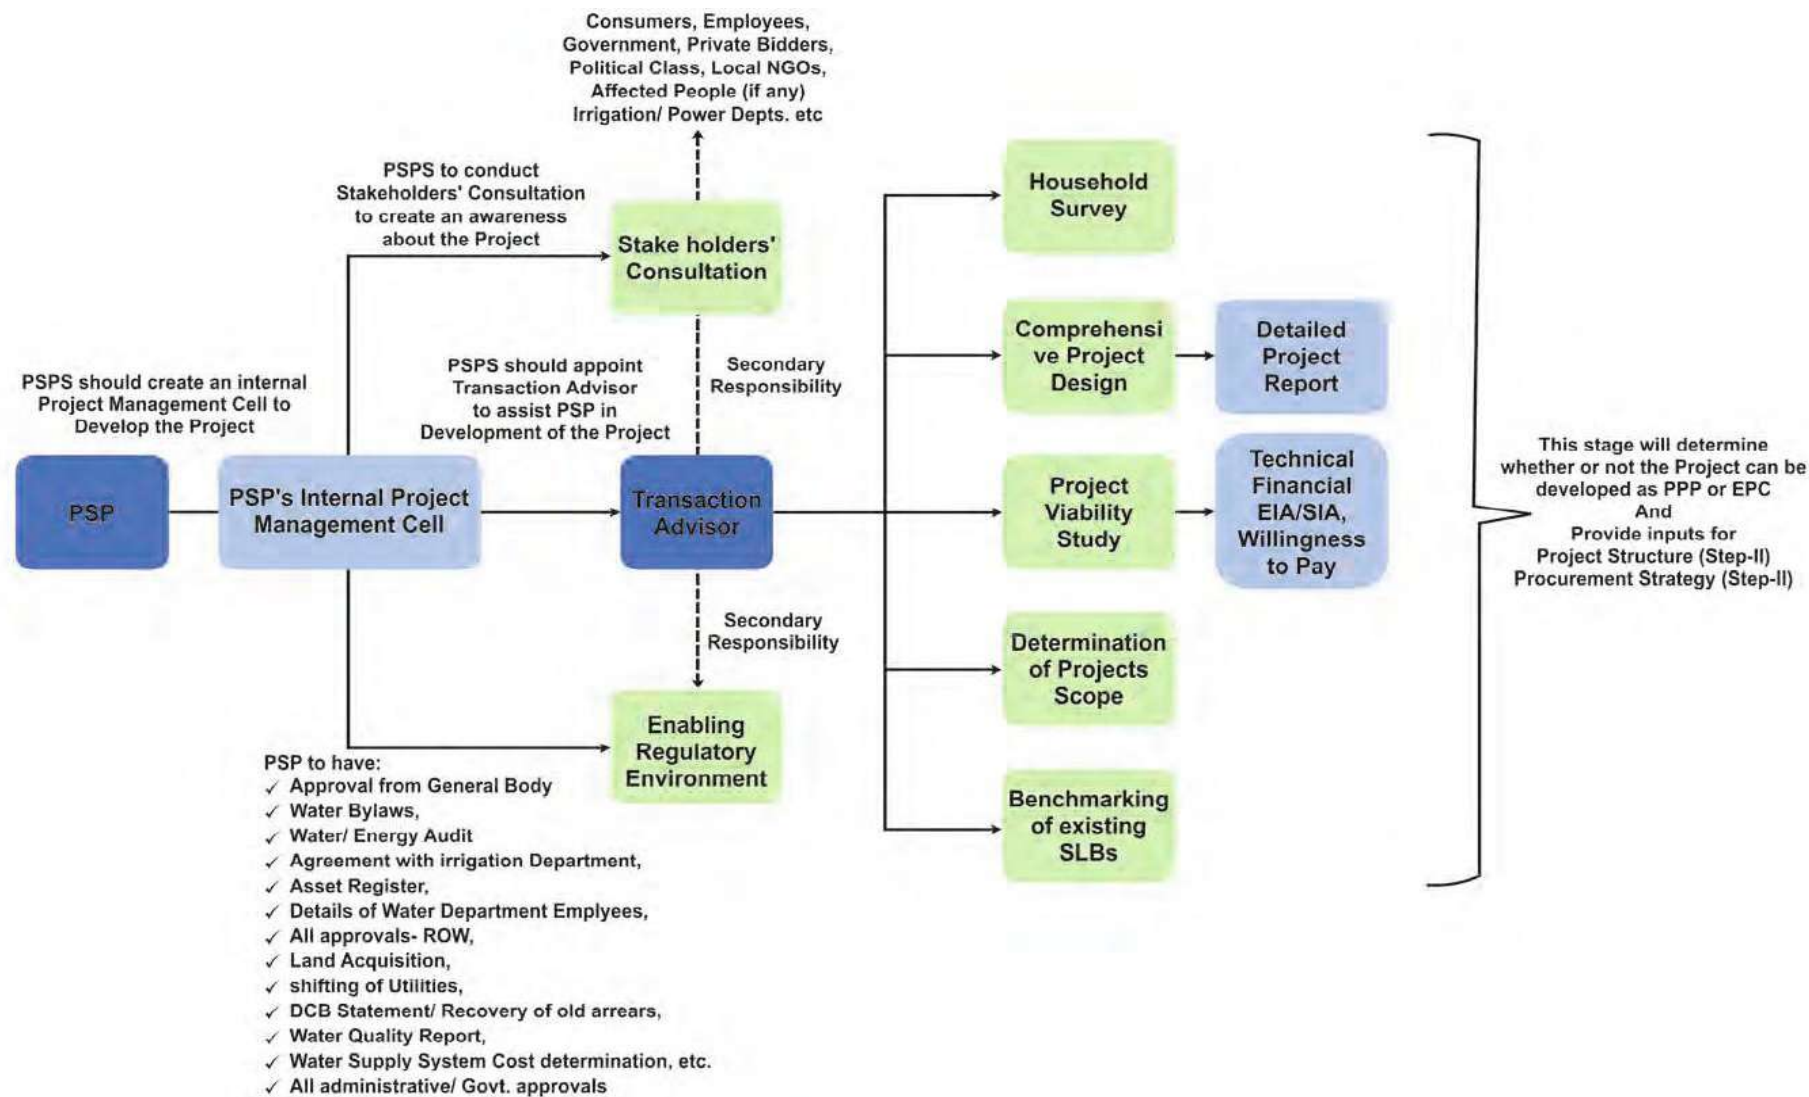 Consumers, Employees,
Government, Private Bidders,
Political Class, Local NGOs,
Affected People (if any)
Irrigation/ Power Depts. etc
PSPS to conduct
Stakeholders' Consultation
to create an awareness
about the Project
Stake holders'
Consultation
PSPS should create an internal
Project Management Cell to
Develop the Project
PSPS should appoint
Transaction Advisor
to assist PSP in
Development of the Project
Secondary
Responsibility
PSP
PSP's Internal Project
Management Cell
Transaction
Advisor
Secondary
Responsibility
Enabling
Regulatory
Environment
PSP to have:
✓ Approval from General Body
✓ Water Bylaws,
✓ Water/ Energy Audit
✓ Agreement with irrigation Department,
✓ Asset Register,
✓ Details of Water Department Emplyees,
✓ All approvals- ROW,
✓ Land Acquisition,
✓ shifting of Utilities,
✓ DCB Statement/ Recovery of old arrears,
✓ Water Quality Report,
✓ Water Supply System Cost determination, etc.
✓ All administrative/ Govt. approvals
Household
Survey
Comprehensi
ve Project
Design
Detailed
Project
Report
Project
Viability
Study
Technical
Financial
EIA/SIA,
Willingness
to Pay
Determination
of Projects
Scope
Benchmarking
of existing
SLBs
This stage will determine
whether or not the Project can be
developed as PPP or EPC
And
Provide inputs for
Project Structure (Step-II)
Procurement Strategy (Step-II)